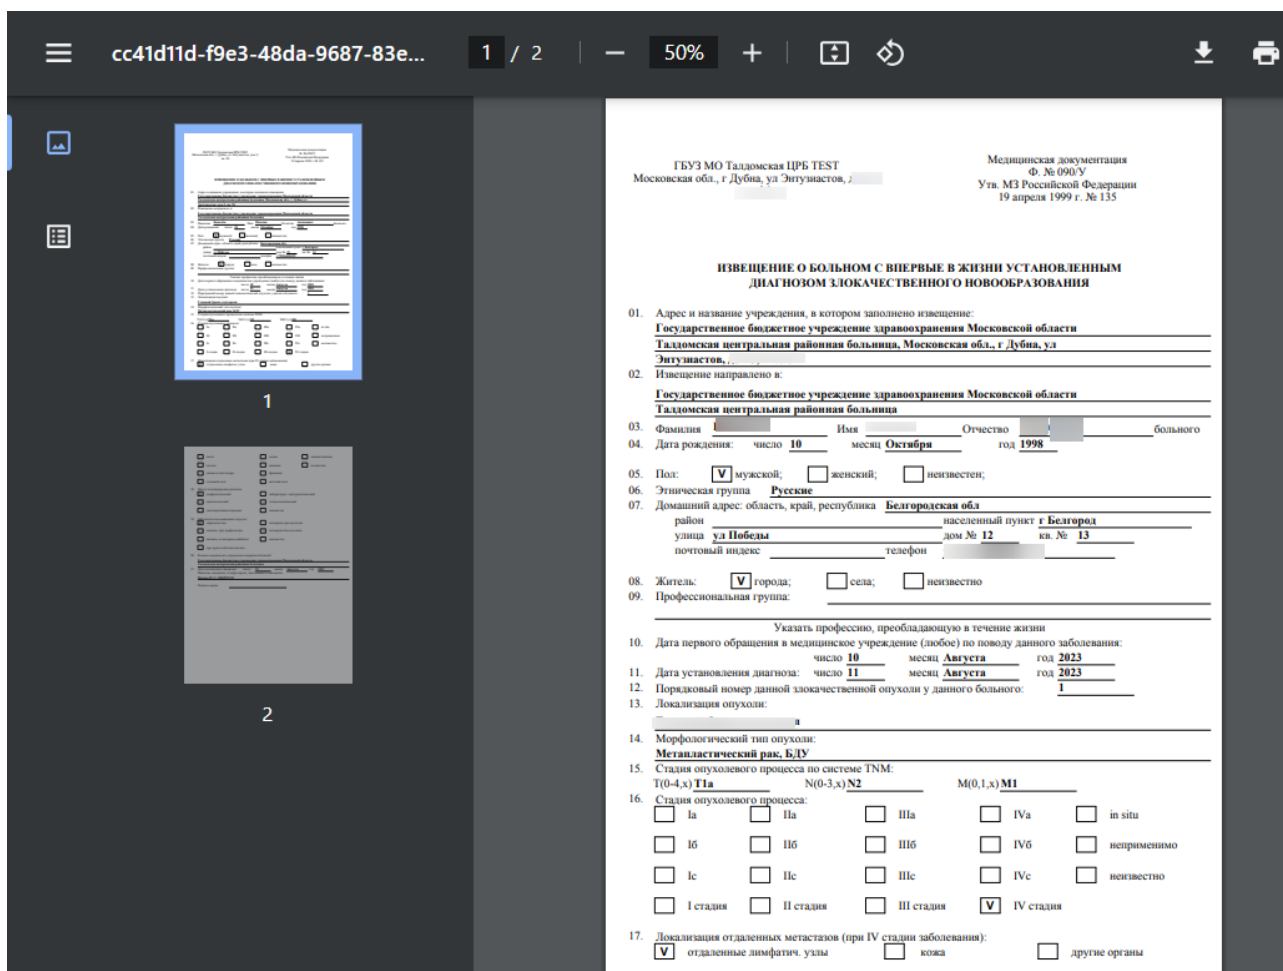 cc41d11d-f9e3-48da-9687-83e...
1 / 2
50%
1
2
ГБУЗ МО Талдомская ЦРБ TEST
Московская обл., г Дубна, ул Энтузиастов,
Медицинская документация
Ф. № 090/У
Утв. МЗ Российской Федерации
19 апреля 1999 г. № 135
ИЗВЕЩЕНИЕ О БОЛЬНОМ С ВПЕРВЫЕ В ЖИЗНИ УСТАНОВЛЕННЫМ
ДИАГНОЗОМ ЗЛОКАЧЕСТВЕННОГО НОВООБРАЗОВАНИЯ
01. Адрес и название учреждения, в котором заполнено извещение:
Государственное бюджетное учреждение здравоохранения Московской области
Талдомская центральная районная больница, Московская обл., г Дубна, ул
Энтузиастов,
02. Извещение направлено в:
Государственное бюджетное учреждение здравоохранения Московской области
Талдомская центральная районная больница
03. Фамилия Имя Отчество больного
04. Дата рождения: число 10 месяц Октября год 1998
05. Пол: V мужской; женский; неизвестен;
06. Этническая группа Русские
07. Домашний адрес: область, край, республика Белгородская обл
район населенный пункт г Белгород
улица ул Победы дом № 12 кв. № 13
почтовый индекс телефон
08. Житель: V города; села; неизвестно
09. Профессиональная группа:
Указать профессию, преобладающую в течение жизни
10. Дата первого обращения в медицинское учреждение (любое) по поводу данного заболевания:
число 10 месяц Августа год 2023
11. Дата установления диагноза: число 11 месяц Августа год 2023
12. Порядковый номер данной злокачественной опухоли у данного больного: 1
13. Локализация опухоли:
14. Морфологический тип опухоли:
Метапластический рак, БДУ
15. Стадия опухолевого процесса по системе TNM:
T(0-4,x) T1a N(0-3,x) N2 M(0,1,x) M1
16. Стадия опухолевого процесса:
Iа IIа IIIа IVа in situ
Iб IIб IIIб IVб неприменимо
Iс IIс IIIс IVс неизвестно
I стадия II стадия III стадия V IV стадия
17. Локализация отдаленных метастазов (при IV стадии заболевания):
V отдаленные лимфатич. узлы кожа другие органы